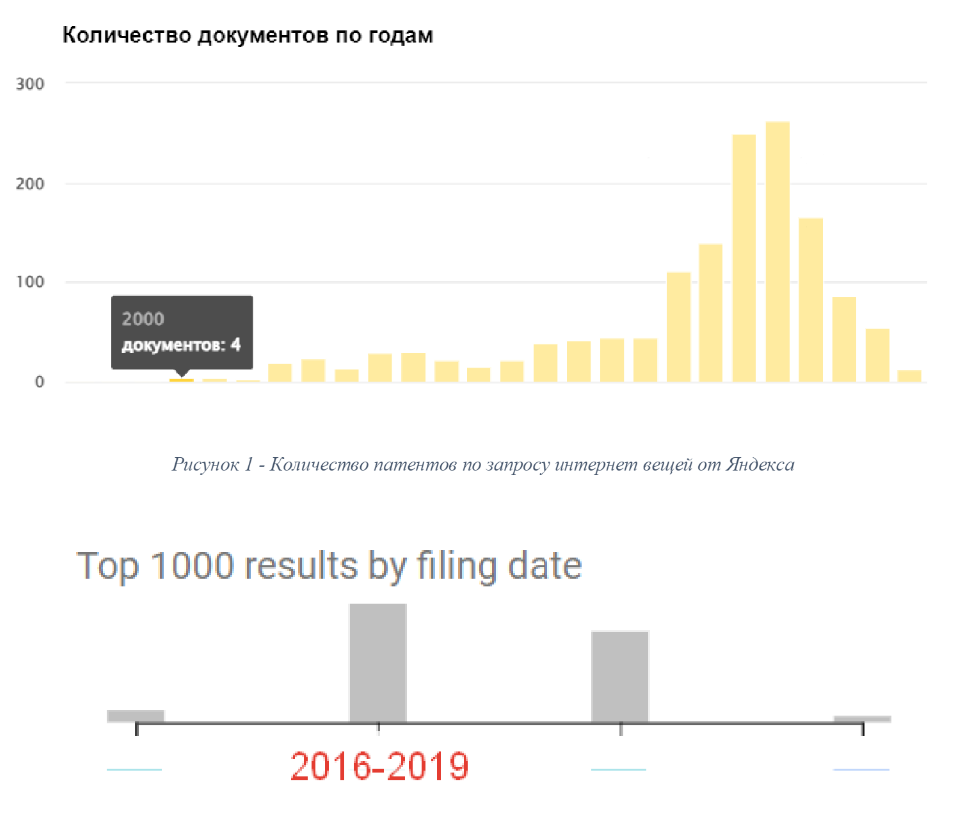 Количество документов по годам
300
200
100
2000
документов: 4
0
Рисунок 1 - Количество патентов по запросу интернет вещей от Яндекса
Top 1000 results by filing date
2016-2019